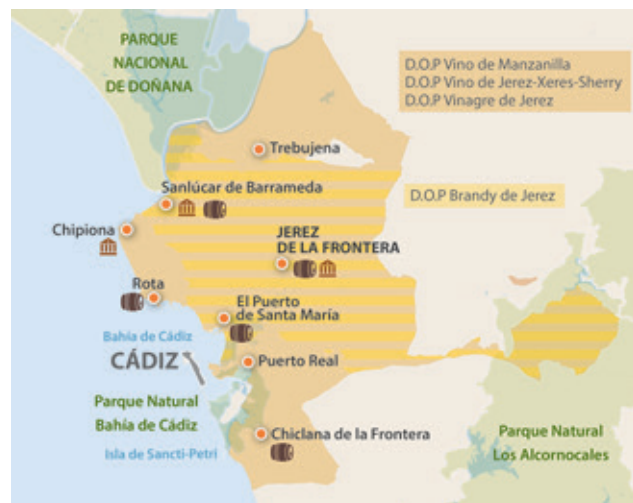 PARQUE
NACIONAL
DE DOÑANA
D.O.P Vino de Manzanilla
D.O.P Vino de Jerez-Xeres-Sherry
D.O.P Vinagre de Jerez
Trebujena
Sanlúcar de Barrameda
D.O.P Brandy de Jerez
Chipiona
JEREZ
DE LA FRONTERA
Rota
El Puerto
de Santa María
Bahía de Cádiz
CÁDIZ
Puerto Real
Parque Natural
Bahía de Cádiz
Chiclana de la Frontera
Isla de Sancti-Petri
Parque Natural
Los Alcornocales